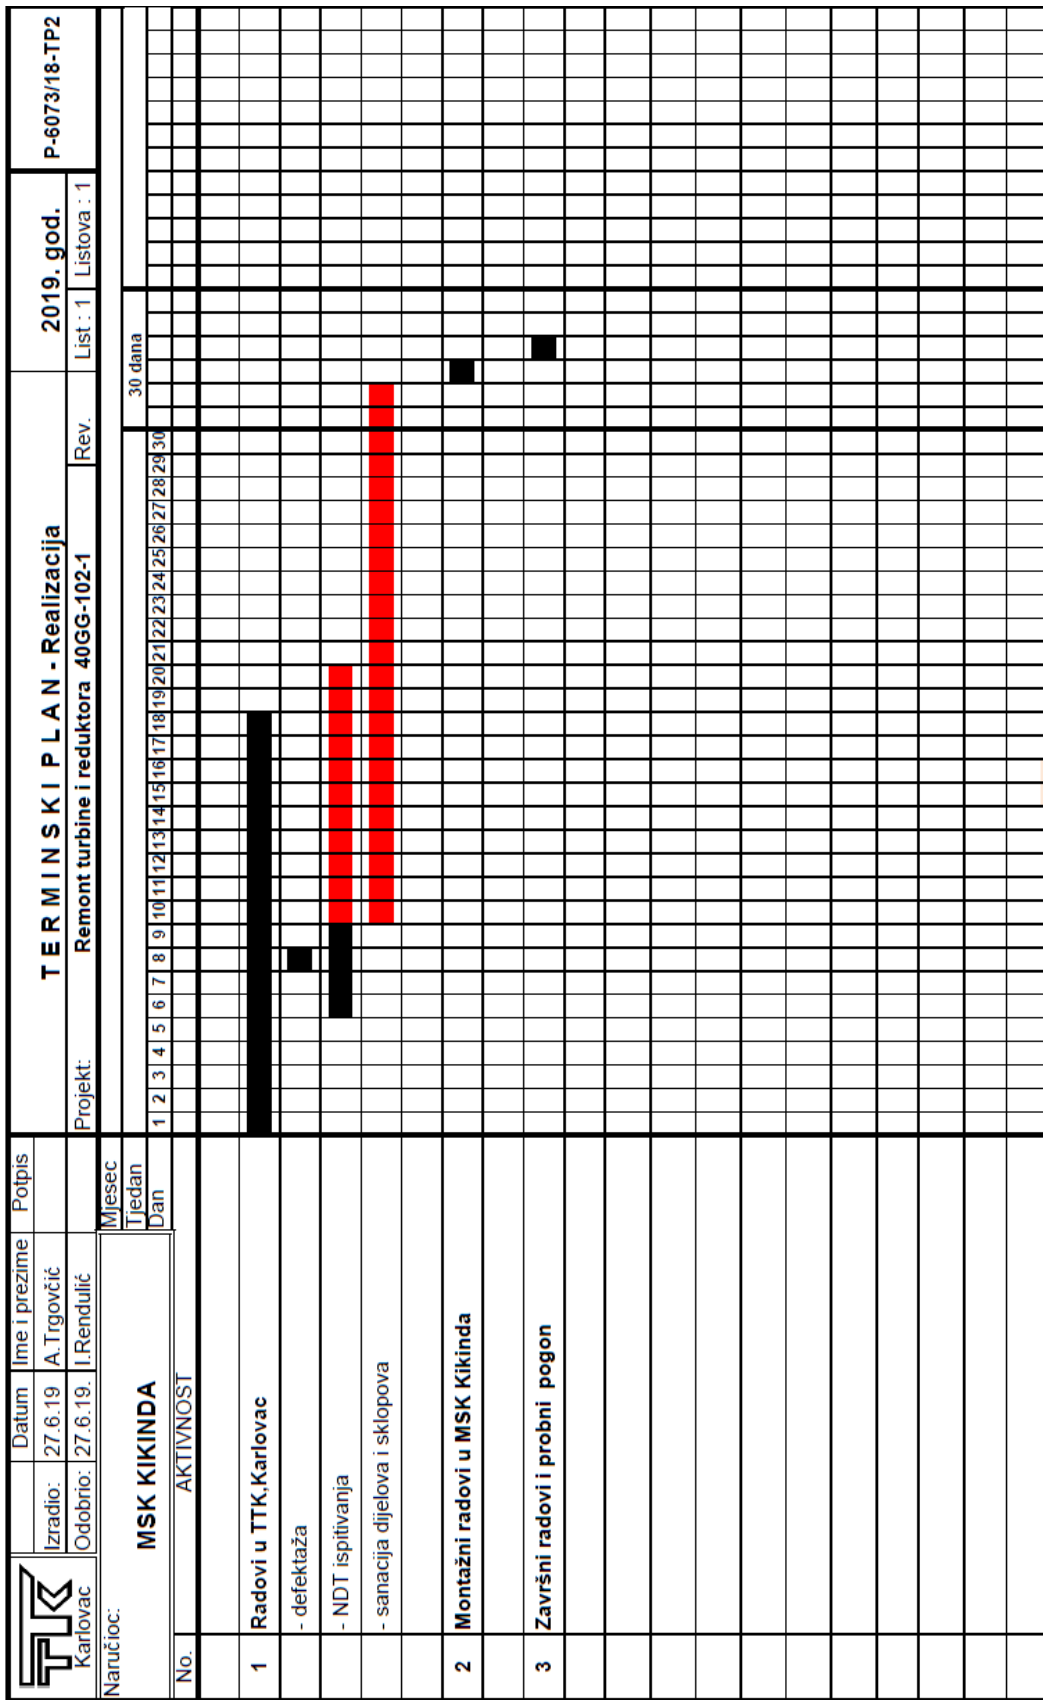 TTK
Karlovac
Datum Ime i prezime Potpis
Izradio: 27.6.19 A.Trgovčić
Odobrio: 27.6.19. I.Rendulić
T E R M I N S K I P L A N - Realizacija 2019. god.
P-6073/18-TP2
Projekt: Remont turbine i reduktora 40GG-102-1 Rev. List : 1 Listova : 1
Naručioc:
MSK KIKINDA
Mjesec
Tjedan 30 dana
Dan 1 2 3 4 5 6 7 8 9 10 11 12 13 14 15 16 17 18 19 20 21 22 23 24 25 26 27 28 29 30
No. AKTIVNOST
1 Radovi u TTK,Karlovac
- defektaža
- NDT ispitivanja
- sanacija dijelova i sklopova
2 Montažni radovi u MSK Kikinda
3 Završni radovi i probni pogon